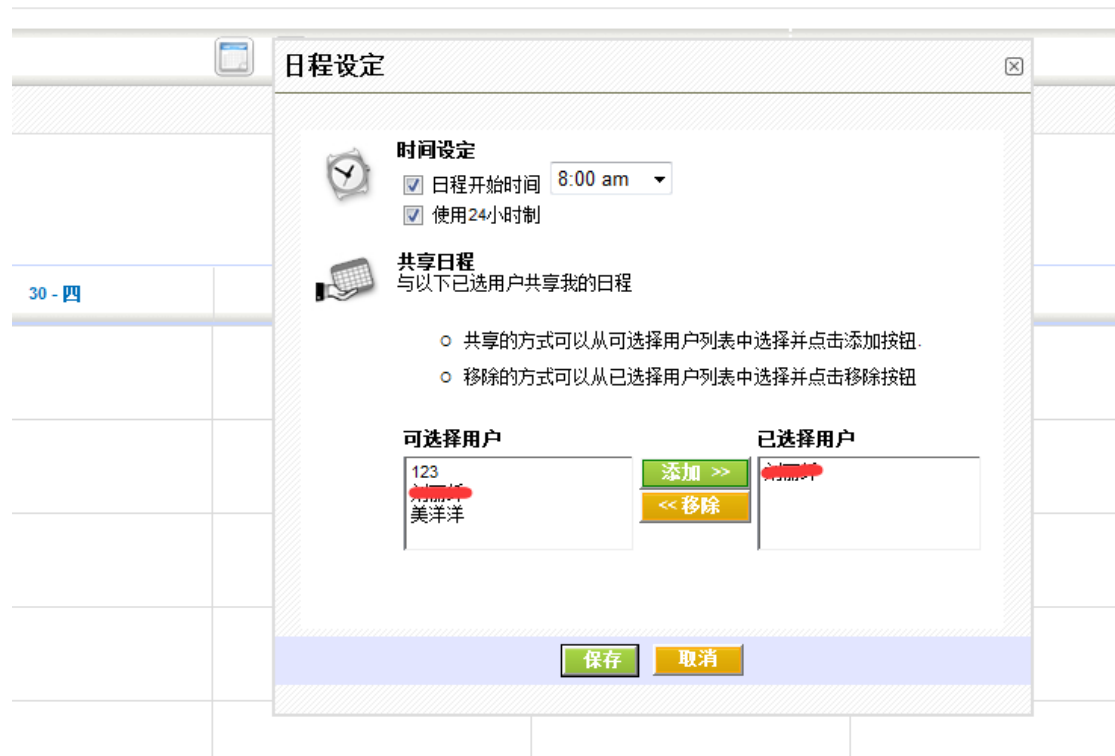 日程设定
时间设定
日程开始时间 8:00 am
使用24小时制
共享日程
与以下已选用户共享我的日程
30 - 四
共享的方式可以从可选择用户列表中选择并点击添加按钮.
移除的方式可以从已选择用户列表中选择并点击移除按钮
可选择用户
已选择用户
123
美洋洋
添加 >>
<< 移除
保存
取消